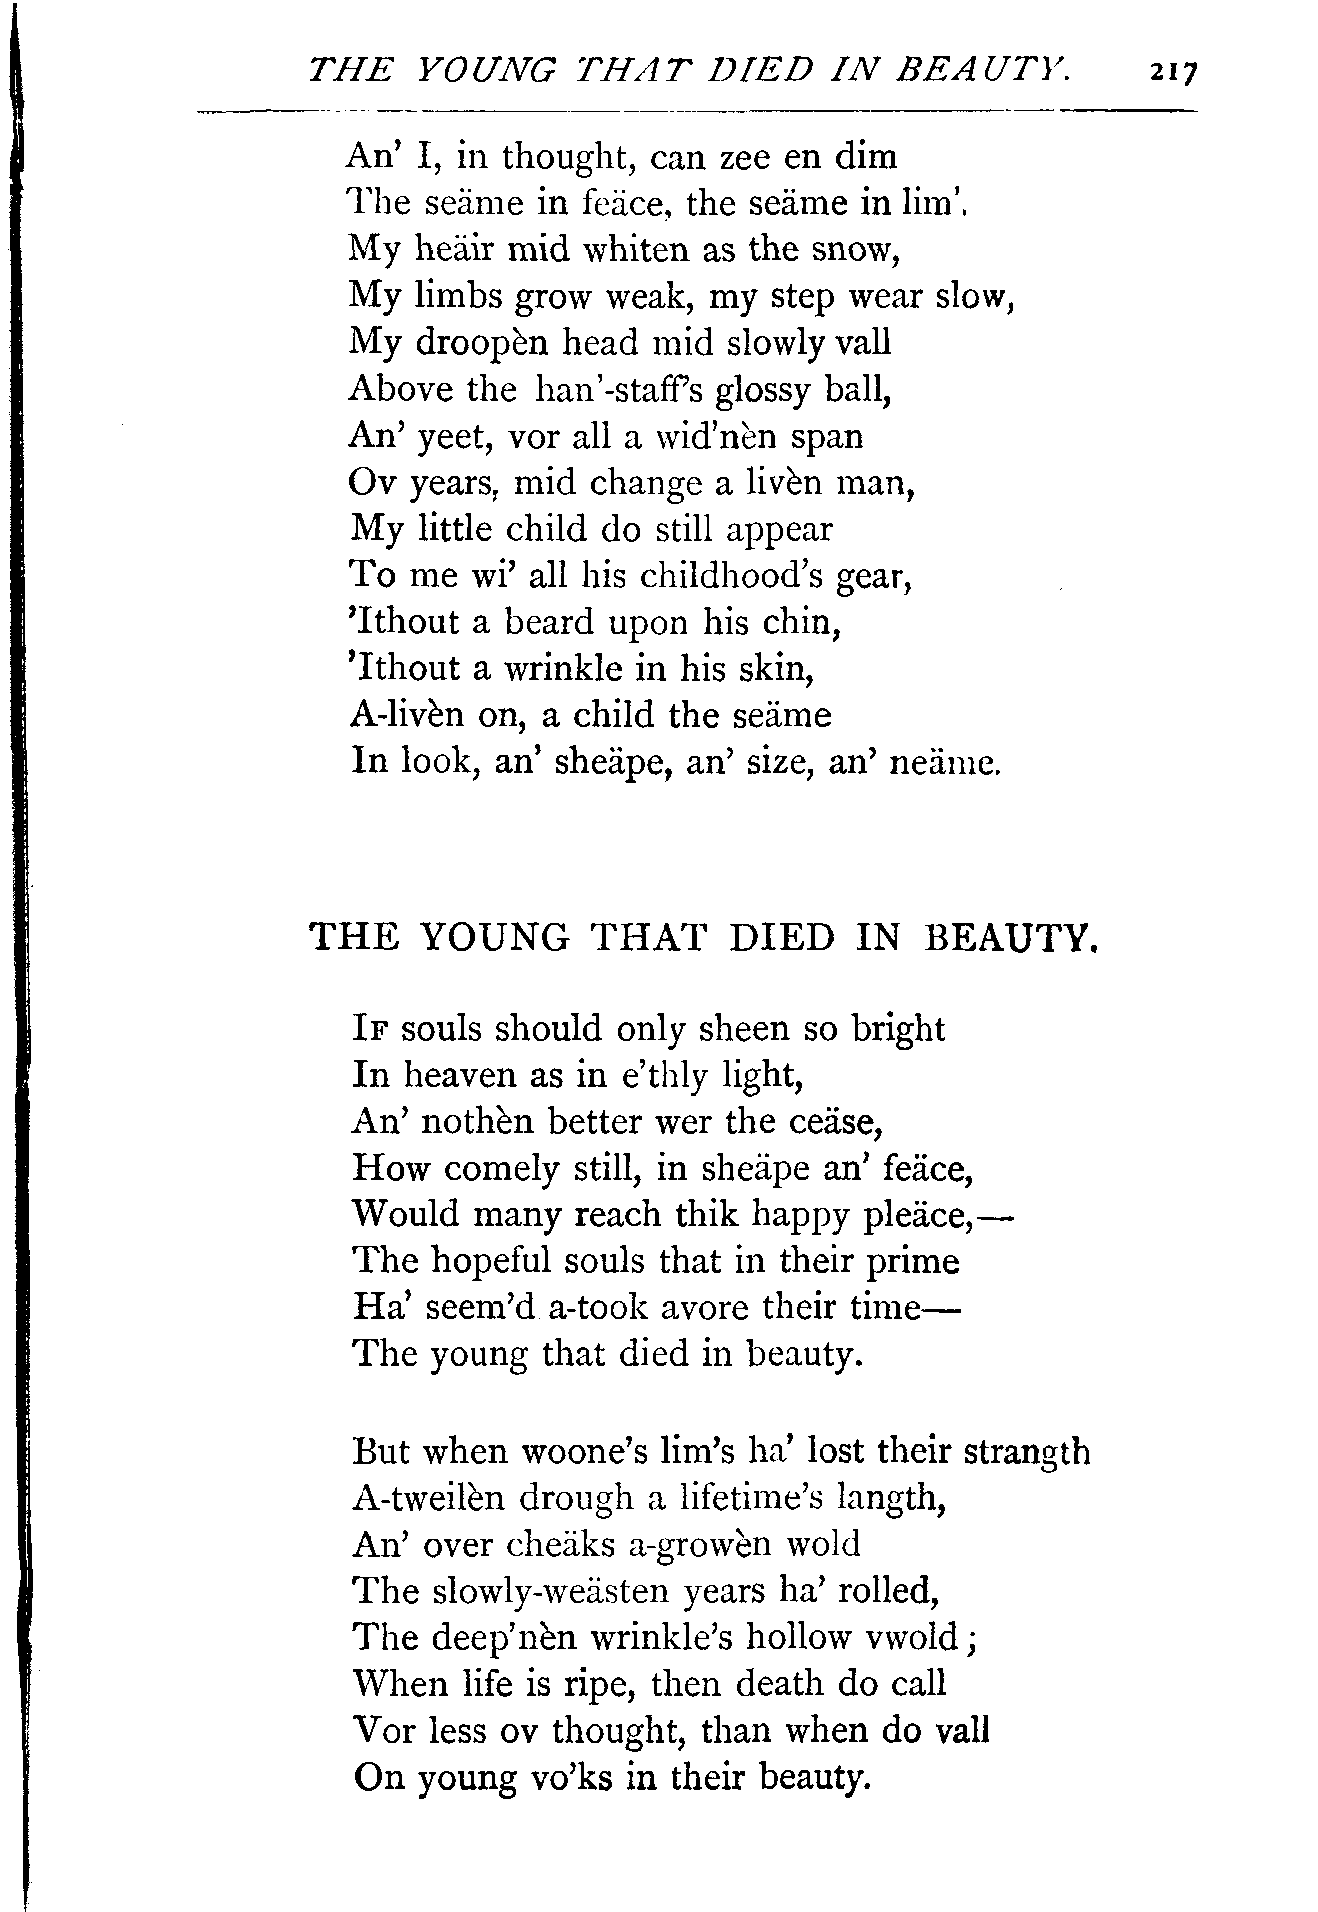 THE YOUNG THAT DIED IN BEAUTY. 217
An' I, in thought, can zee en dim
The seäme in feäce, the seäme in lim'.
My heäir mid whiten as the snow,
My limbs grow weak, my step wear slow,
My droopèn head mid slowly vall
Above the han'-staff's glossy ball,
An' yeet, vor all a wid'nèn span
Ov years, mid change a livèn man,
My little child do still appear
To me wi' all his childhood's gear,
'Ithout a beard upon his chin,
'Ithout a wrinkle in his skin,
A-livèn on, a child the seäme
In look, an' sheäpe, an' size, an' neäme.
THE YOUNG THAT DIED IN BEAUTY.
IF souls should only sheen so bright
In heaven as in e'thly light,
An' nothèn better wer the ceäse,
How comely still, in sheäpe an' feäce,
Would many reach thik happy pleäce,—
The hopeful souls that in their prime
Ha' seem'd a-took avore their time—
The young that died in beauty.
But when woone's lim's ha' lost their strangth
A-tweilèn drough a lifetime's langth,
An' over cheäks a-growèn wold
The slowly-weästen years ha' rolled,
The deep'nèn wrinkle's hollow vwold;
When life is ripe, then death do call
Vor less ov thought, than when do vall
On young vo'ks in their beauty.